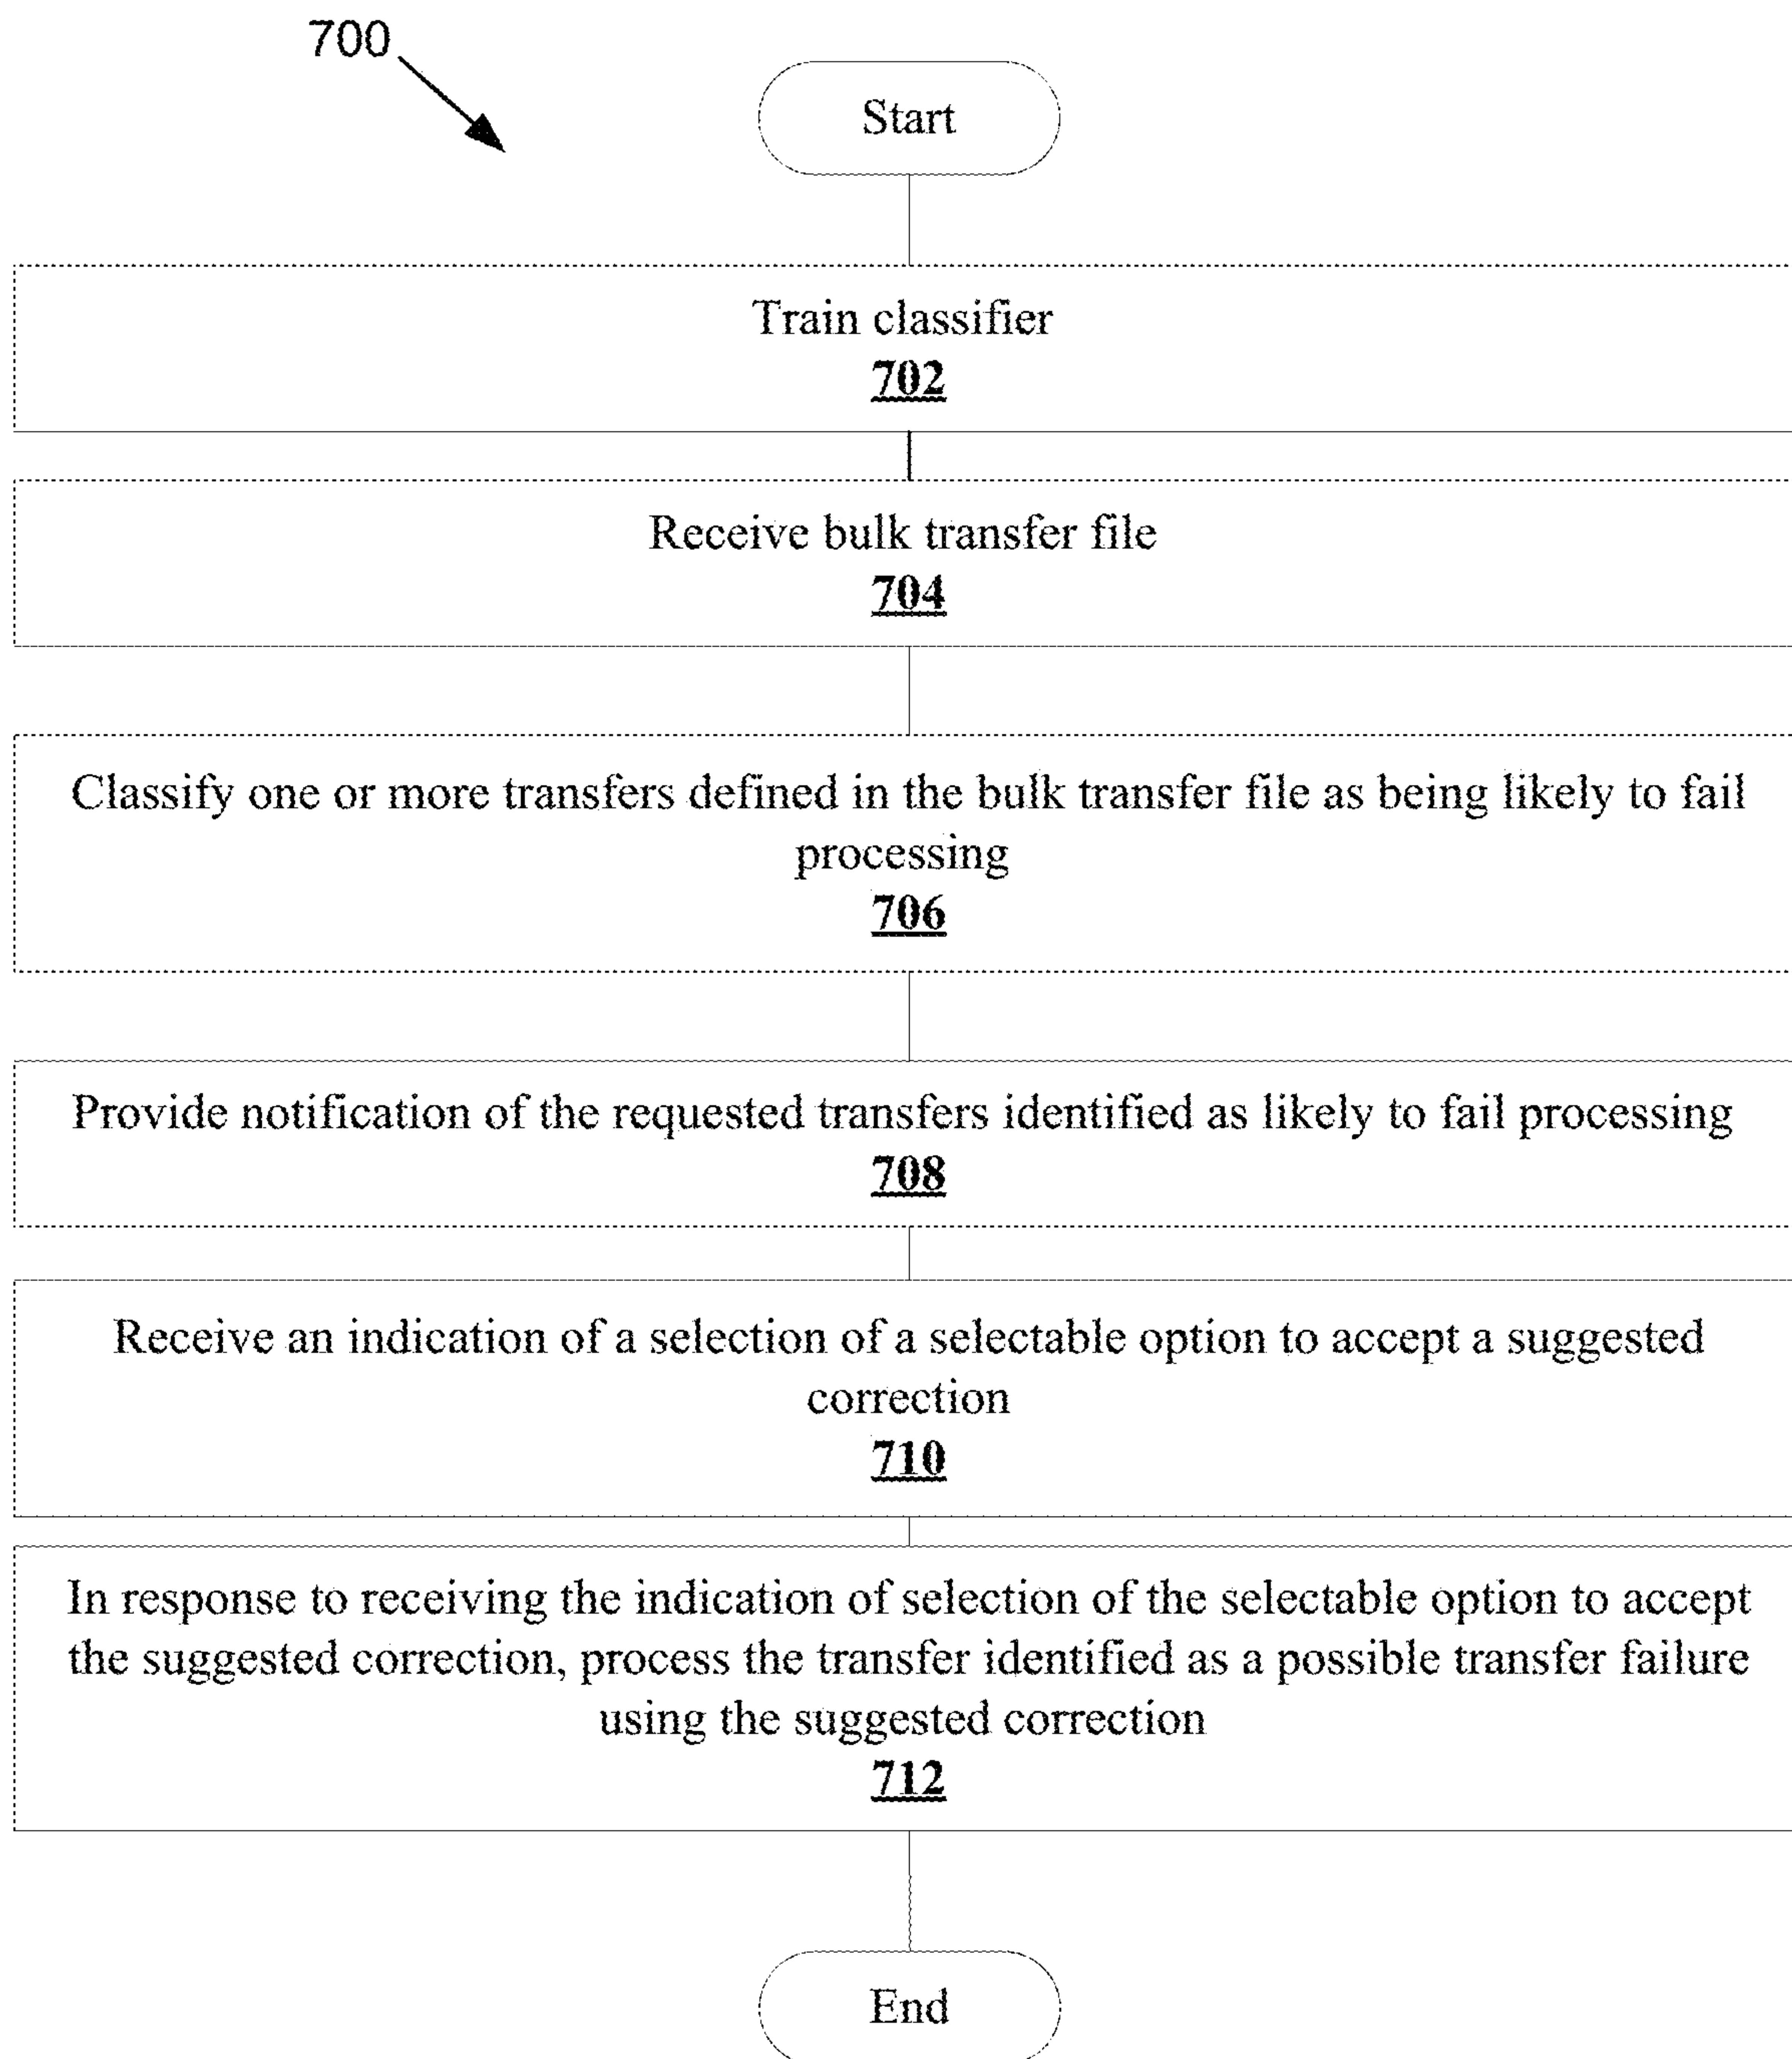 700
Start
Train classifier
702
Receive bulk transfer file
704
Classify one or more transfers defined in the bulk transfer file as being likely to fail
processing
706
Provide notification of the requested transfers identified as likely to fail processing
708
Receive an indication of a selection of a selectable option to accept a suggested
correction
710
In response to receiving the indication of selection of the selectable option to accept
the suggested correction, process the transfer identified as a possible transfer failure
using the suggested correction
712
End